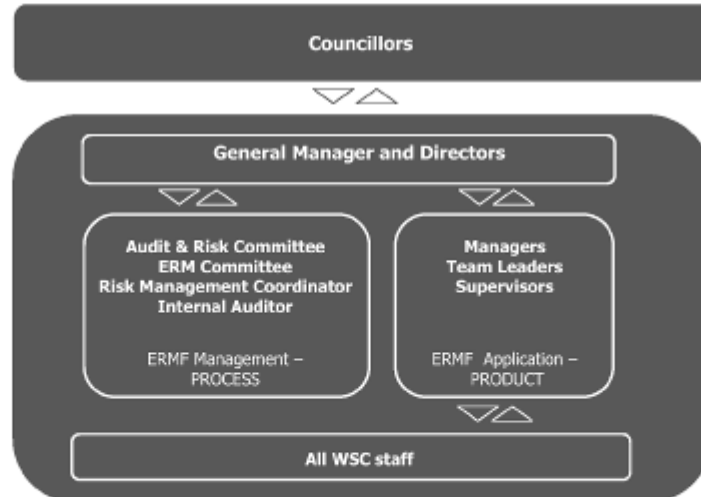 Councillors
General Manager and Directors
Audit & Risk Committee
ERM Committee
Risk Management Coordinator
Internal Auditor
ERMF Management –
PROCESS
Managers
Team Leaders
Supervisors
ERMF Application –
PRODUCT
All WSC staff